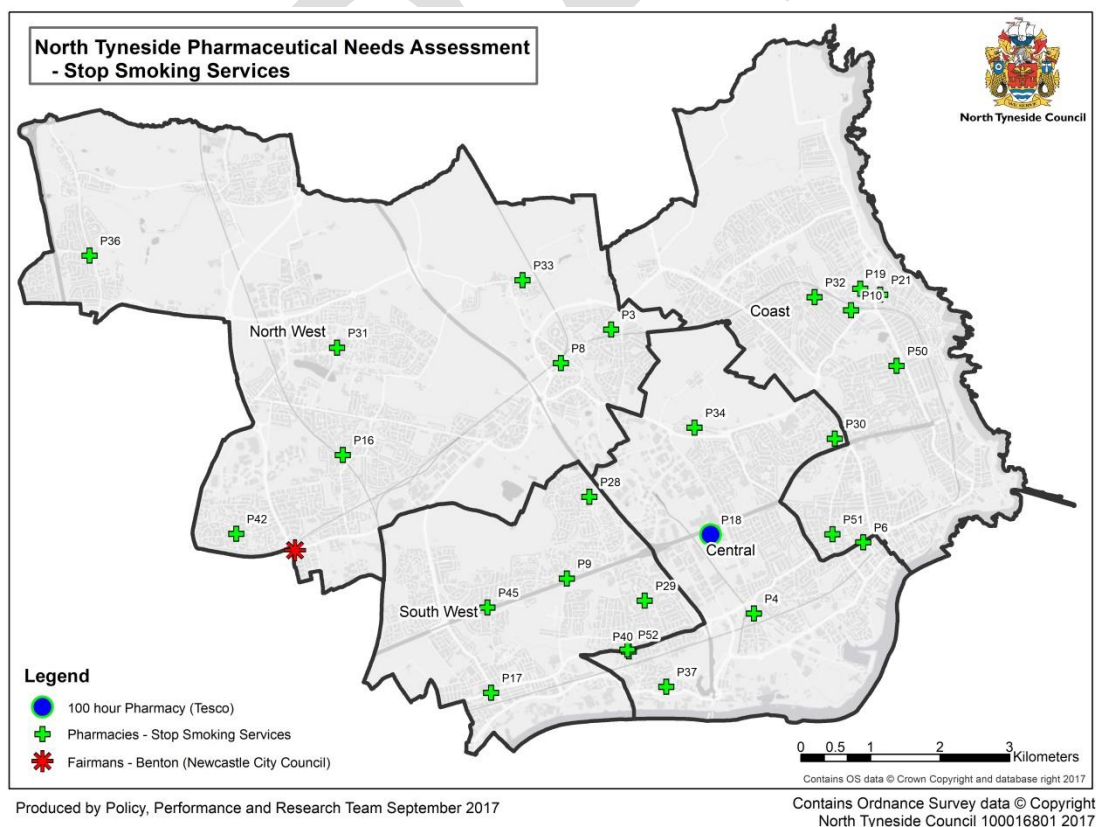 North Tyneside Pharmaceutical Needs Assessment
- Stop Smoking Services
North Tyneside Council
P36
P33
P19
P21
P32
P10
Coast
P3
North West
P31
P8
P50
P34
P30
P16
P28
P42
P18
P51
P6
Central
P9
P29
P45
South West
P4
P40
P52
P37
P17
Legend
100 hour Pharmacy (Tesco)
Pharmacies - Stop Smoking Services
Fairmans - Benton (Newcastle City Council)
0 0.5 1 2 3
Kilometers
Contains OS data © Crown Copyright and database right 2017
Produced by Policy, Performance and Research Team September 2017
Contains Ordnance Survey data © Copyright
North Tyneside Council 100016801 2017